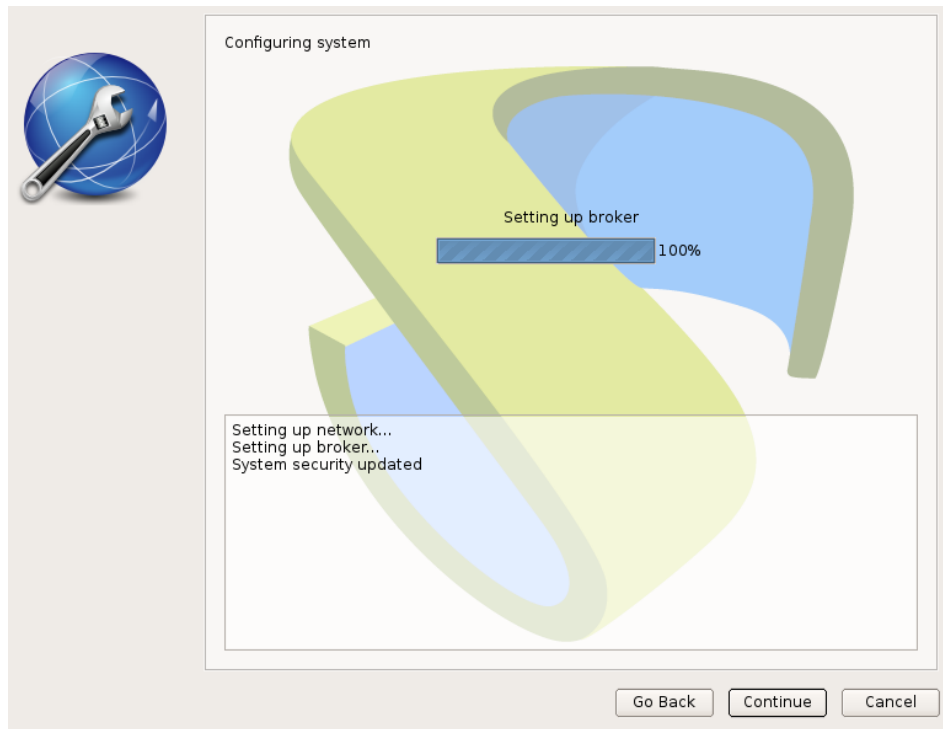 Configuring system
Setting up broker
100%
Setting up network...
Setting up broker...
System security updated
Go Back
Continue
Cancel